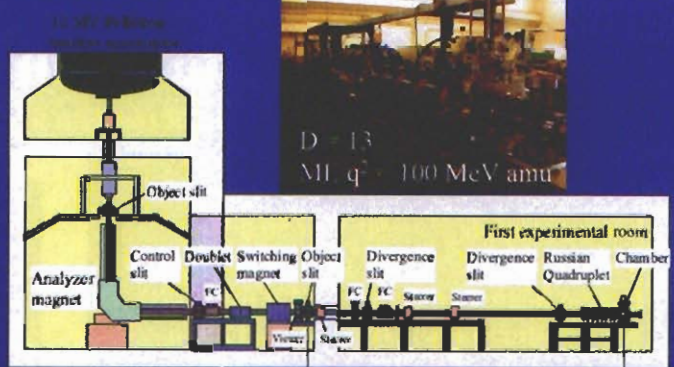 D = 13
ME q² = 100 MeV amu
Object slit
First experimental room
Control slit
Doublet
Switching magnet
Object slit
Divergence slit
Divergence slit
Russian Quadruplet
Chamber
Analyzer magnet
FC
FC
FC
Steerer
Steerer
Viewer
Steerer